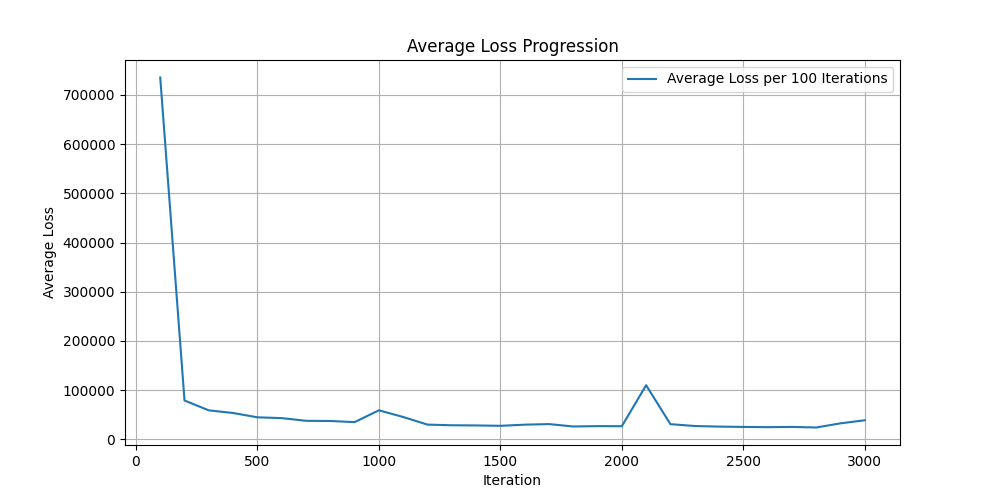 Average Loss Progression
Average Loss per 100 Iterations
700000
600000
500000
400000
300000
200000
100000
0
Average Loss
0 500 1000 1500 2000 2500 3000
Iteration